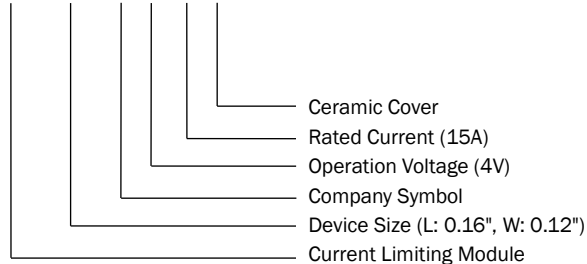 Ceramic Cover
Rated Current (15A)
Operation Voltage (4V)
Company Symbol
Device Size (L: 0.16", W: 0.12")
Current Limiting Module